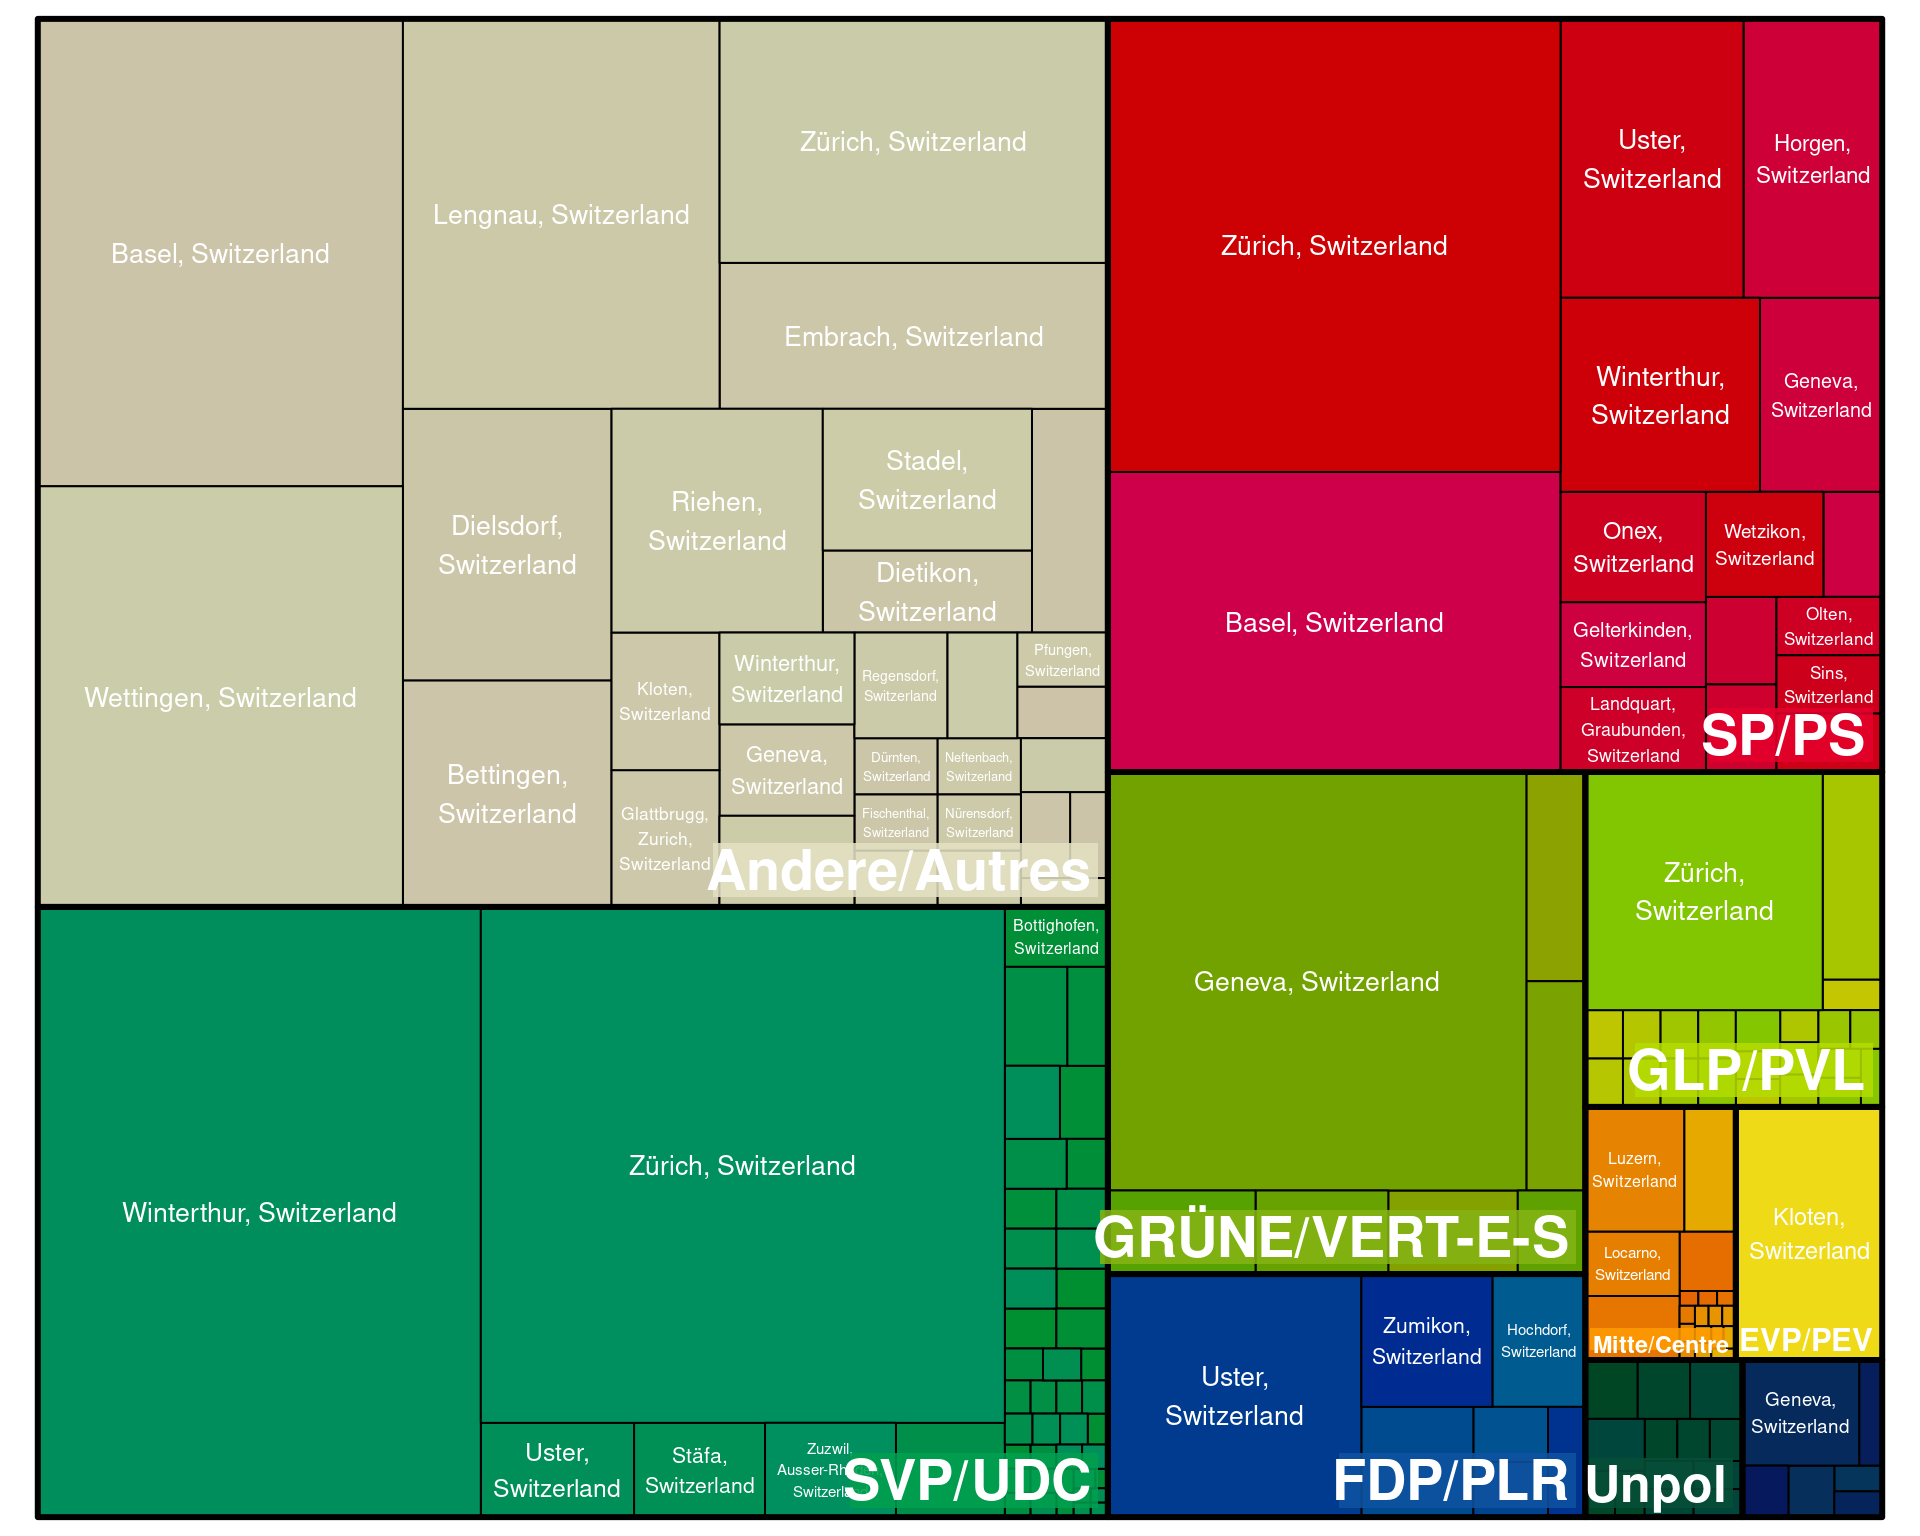 Basel, Switzerland
Lengnau, Switzerland
Zürich, Switzerland
Embrach, Switzerland
Wettingen, Switzerland
Dielsdorf,
Switzerland
Riehen,
Switzerland
Stadel,
Switzerland
Dietikon,
Switzerland
Bettingen,
Switzerland
Kloten,
Switzerland
Glattbrugg,
Zurich,
Switzerland
Winterthur,
Switzerland
Geneva,
Switzerland
Regensdorf,
Switzerland
Pfungen,
Switzerland
Dürnten,
Switzerland
Neftenbach,
Switzerland
Fischenthal,
Switzerland
Nürensdorf,
Switzerland
Andere/Autres
Winterthur, Switzerland
Zürich, Switzerland
Bottighofen,
Switzerland
Uster,
Switzerland
Stäfa,
Switzerland
Zuzwil,
SVP/UDC
Zürich, Switzerland
Basel, Switzerland
Uster,
Switzerland
Horgen,
Switzerland
Winterthur,
Switzerland
Geneva,
Switzerland
Onex,
Switzerland
Wetzikon,
Switzerland
Gelterkinden,
Switzerland
Olten,
Switzerland
Sins,
Switzerland
Landquart,
Graubunden,
Switzerland
SP/PS
Geneva, Switzerland
GRÜNE/VERT-E-S
Zürich,
Switzerland
GLP/PVL
Luzern,
Switzerland
Locarno,
Switzerland
Mitte/Centre
Kloten,
Switzerland
EVP/PEV
Uster,
Switzerland
Zumikon,
Switzerland
Hochdorf,
Switzerland
FDP/PLR
Geneva,
Switzerland
Unpol